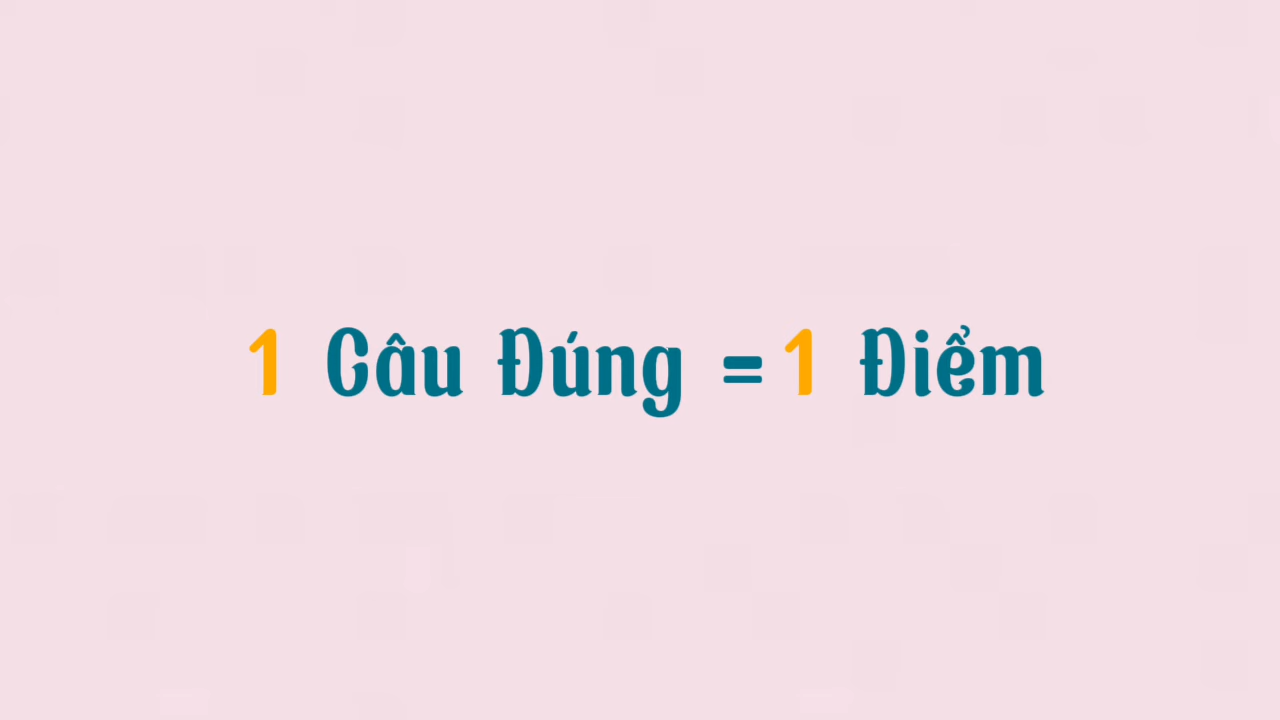 1 Câu Đúng = 1 Điểm